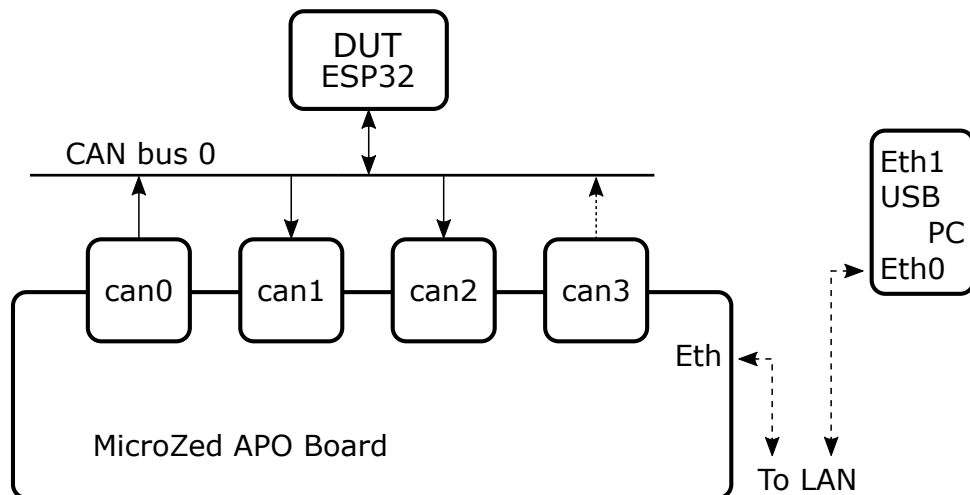 DUT
ESP32
CAN bus 0
Eth1
USB
PC
Eth0
can0
can1
can2
can3
Eth
MicroZed APO Board
To LAN